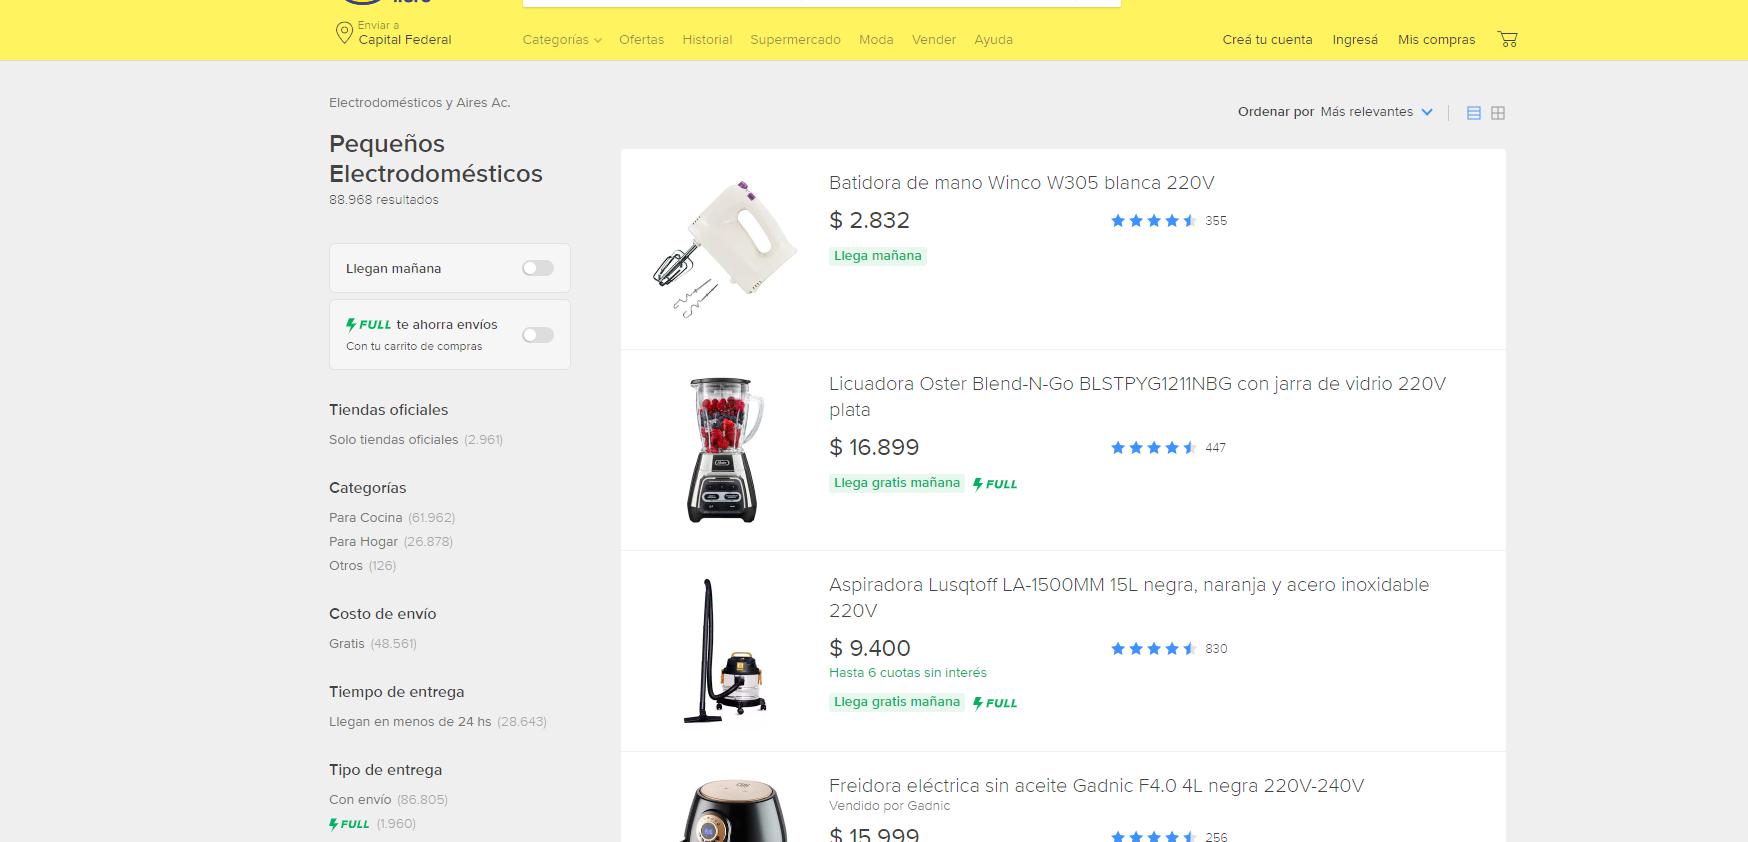 Enviar a
Capital Federal
Categorías
Ofertas
Historial
Supermercado
Moda
Vender
Ayuda
Creá tu cuenta
Ingresá
Mis compras
Electrodomésticos y Aires Ac.
Pequeños
Electrodomésticos
88.968 resultados
Llegan mañana
FULL te ahorra envíos
Con tu carrito de compras
Tiendas oficiales
Solo tiendas oficiales (2.961)
Categorías
Para Cocina (61.962)
Para Hogar (26.878)
Otros (126)
Costo de envío
Gratis (48.561)
Tiempo de entrega
Llegan en menos de 24 hs (28.643)
Tipo de entrega
Con envío (86.805)
FULL (1.960)
Ordenar por Más relevantes
Batidora de mano Winco W305 blanca 220V
$ 2.832
355
Llega mañana
Licuadora Oster Blend-N-Go BLSTPYG1211NBG con jarra de vidrio 220V
plata
$ 16.899
447
Llega gratis mañana FULL
Aspiradora Lusqtoff LA-1500MM 15L negra, naranja y acero inoxidable
220V
$ 9.400
830
Hasta 6 cuotas sin interés
Llega gratis mañana FULL
Freidora eléctrica sin aceite Gadnic F4.0 4L negra 220V-240V
Vendido por Gadnic
$ 15.999
256